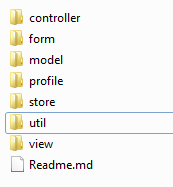 controller
form
model
profile
store
util
view
Readme.md